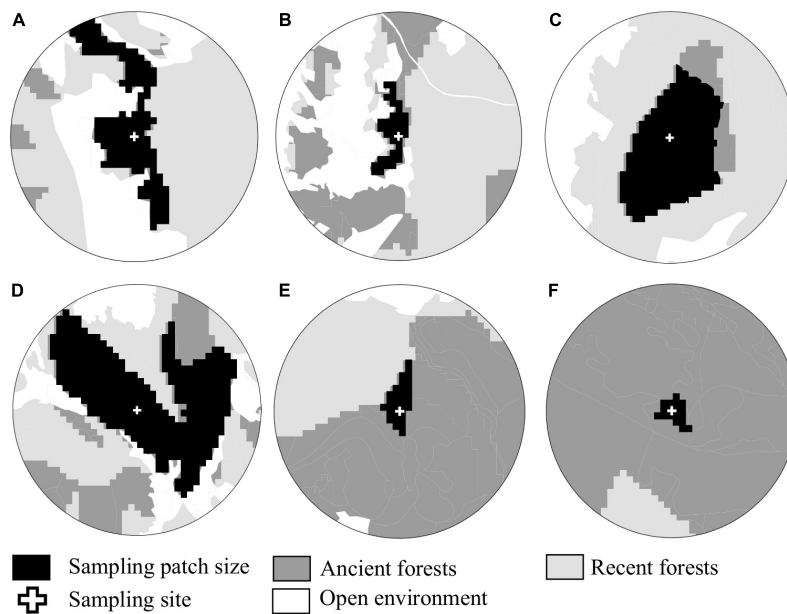 A B C
D E F
Sampling patch size Ancient forests Recent forests
Sampling site Open environment